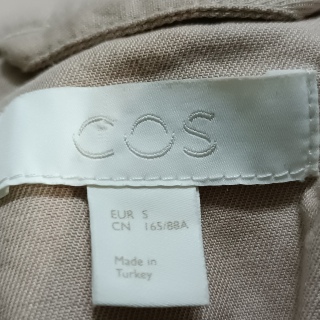 COS
EUR S
CN 165/88A
Made in
Turkey